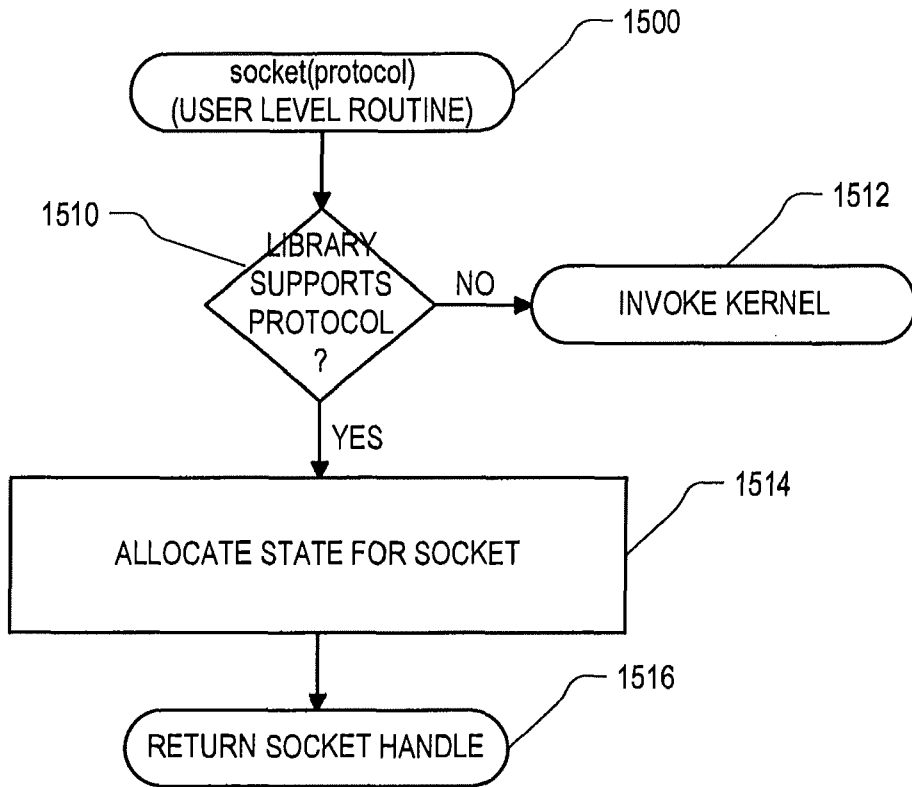 1500
socket(protocol)
(USER LEVEL ROUTINE)
1510
1512
LIBRARY
SUPPORTS
PROTOCOL
?
NO
INVOKE KERNEL
YES
1514
ALLOCATE STATE FOR SOCKET
1516
RETURN SOCKET HANDLE